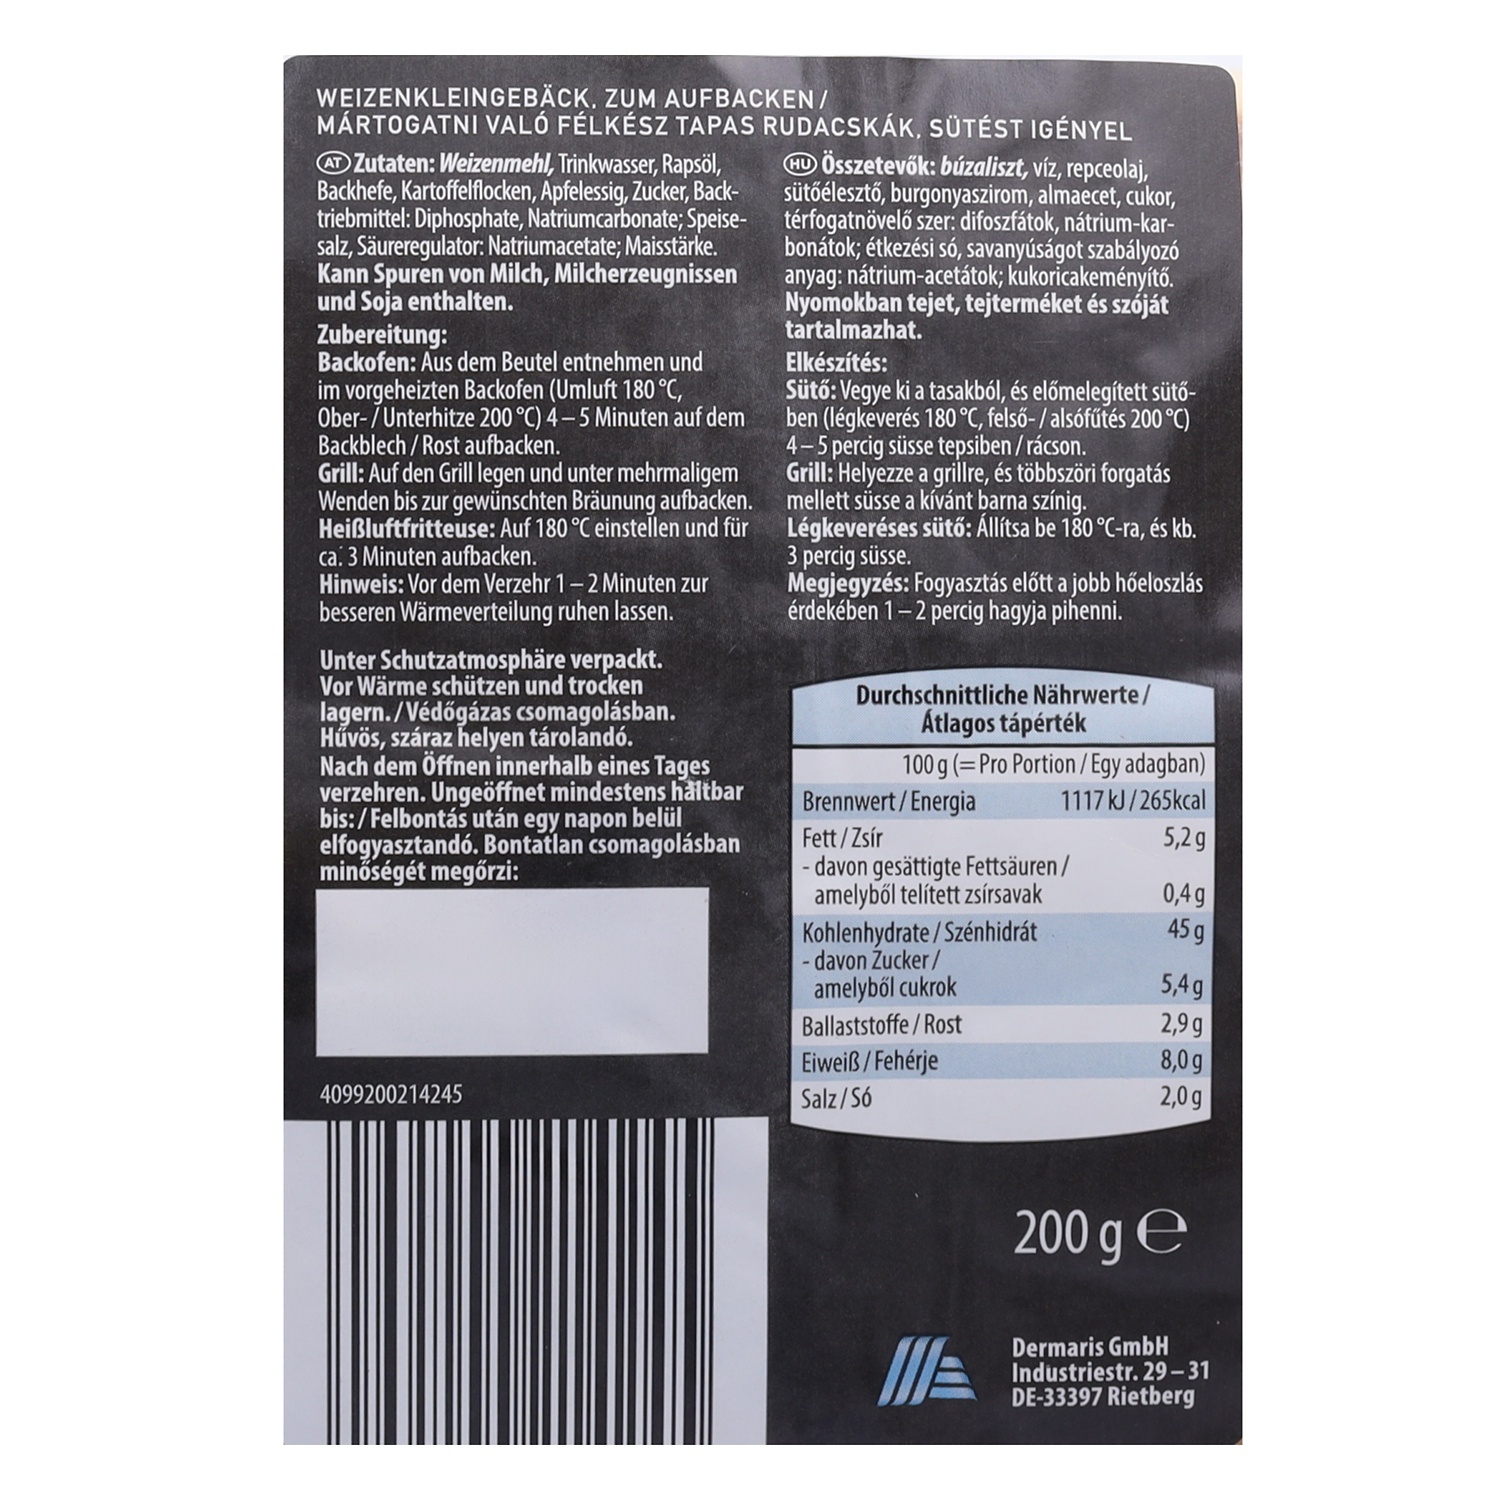 WEIZENKLEINGEBÄCK, ZUM AUFBACKEN /
MÁRTOGATNI VALÓ FÉLKÉSZ TAPAS RUDACSKÁK, SÜTÉST IGÉNYEL
AT Zutaten: Weizenmehl, Trinkwasser, Rapsöl,
Backhefe, Kartoffelflocken, Apfelessig, Zucker, Back-
triebmittel: Diphosphate, Natriumcarbonate; Speise-
salz, Säureregulator: Natriumacetate; Maisstärke.
Kann Spuren von Milch, Milcherzeugnissen
und Soja enthalten.
Zubereitung:
Backofen: Aus dem Beutel entnehmen und
im vorgeheizten Backofen (Umluft 180 °C,
Ober- / Unterhitze 200 °C) 4 – 5 Minuten auf dem
Backblech / Rost aufbacken.
Grill: Auf den Grill legen und unter mehrmaligem
Wenden bis zur gewünschten Bräunung aufbacken.
Heißluftfritteuse: Auf 180 °C einstellen und für
ca. 3 Minuten aufbacken.
Hinweis: Vor dem Verzehr 1 – 2 Minuten zur
besseren Wärmeverteilung ruhen lassen.
Unter Schutzatmosphäre verpackt.
Vor Wärme schützen und trocken
lagern. / Védőgázas csomagolásban.
Hűvös, száraz helyen tárolandó.
Nach dem Öffnen innerhalb eines Tages
verzehren. Ungeöffnet mindestens haltbar
bis: / Felbontás után egy napon belül
elfogyasztandó. Bontatlan csomagolásban
minőségét megőrzi:
4099200214245
HU Összetevők: búzaliszt, víz, repceolaj,
sütőélesztő, burgonyaszirom, almaecet, cukor,
térfogatnövelő szer: difoszfátok, nátrium-kar-
bonátok; étkezési só, savanyúságot szabályozó
anyag: nátrium-acetátok; kukoricakeményítő.
Nyomokban tejet, tejterméket és szóját
tartalmazhat.
Elkészítés:
Sütő: Vegye ki a tasakból, és előmelegített sütő-
ben (légkeverés 180 °C, felső- / alsófűtés 200 °C)
4 – 5 percig süsse tepsiben / rácson.
Grill: Helyezze a grillre, és többszöri forgatás
mellett süsse a kívánt barna színig.
Légkeveréses sütő: Állítsa be 180 °C-ra, és kb.
3 percig süsse.
Megjegyzés: Fogyasztás előtt a jobb hőeloszlás
érdekében 1 – 2 percig hagyja pihenni.
Durchschnittliche Nährwerte /
Átlagos tápérték
100 g (= Pro Portion / Egy adagban)
Brennwert / Energia 1117 kJ / 265kcal
Fett / Zsír 5,2 g
- davon gesättigte Fettsäuren /
amelyből telített zsírsavak 0,4 g
Kohlenhydrate / Szénhidrát 45 g
- davon Zucker /
amelyből cukrok 5,4 g
Ballaststoffe / Rost 2,9 g
Eiweiß / Fehérje 8,0 g
Salz / Só 2,0 g
200 g ℮
Dermaris GmbH
Industriestr. 29 – 31
DE-33397 Rietberg